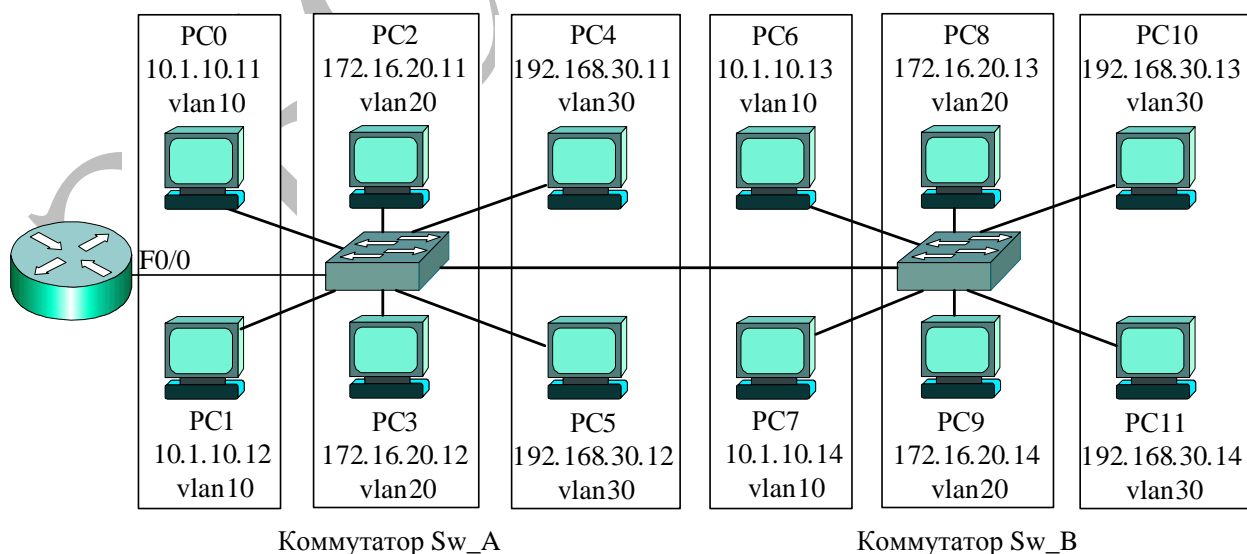 PC0
10.1.10.11
vlan10
PC2
172.16.20.11
vlan20
PC4
192.168.30.11
vlan30
PC6
10.1.10.13
vlan10
PC8
172.16.20.13
vlan20
PC10
192.168.30.13
vlan30
F0/0
PC1
10.1.10.12
vlan10
PC3
172.16.20.12
vlan20
PC5
192.168.30.12
vlan30
PC7
10.1.10.14
vlan10
PC9
172.16.20.14
vlan20
PC11
192.168.30.14
vlan30
Коммутатор Sw_A
Коммутатор Sw_B